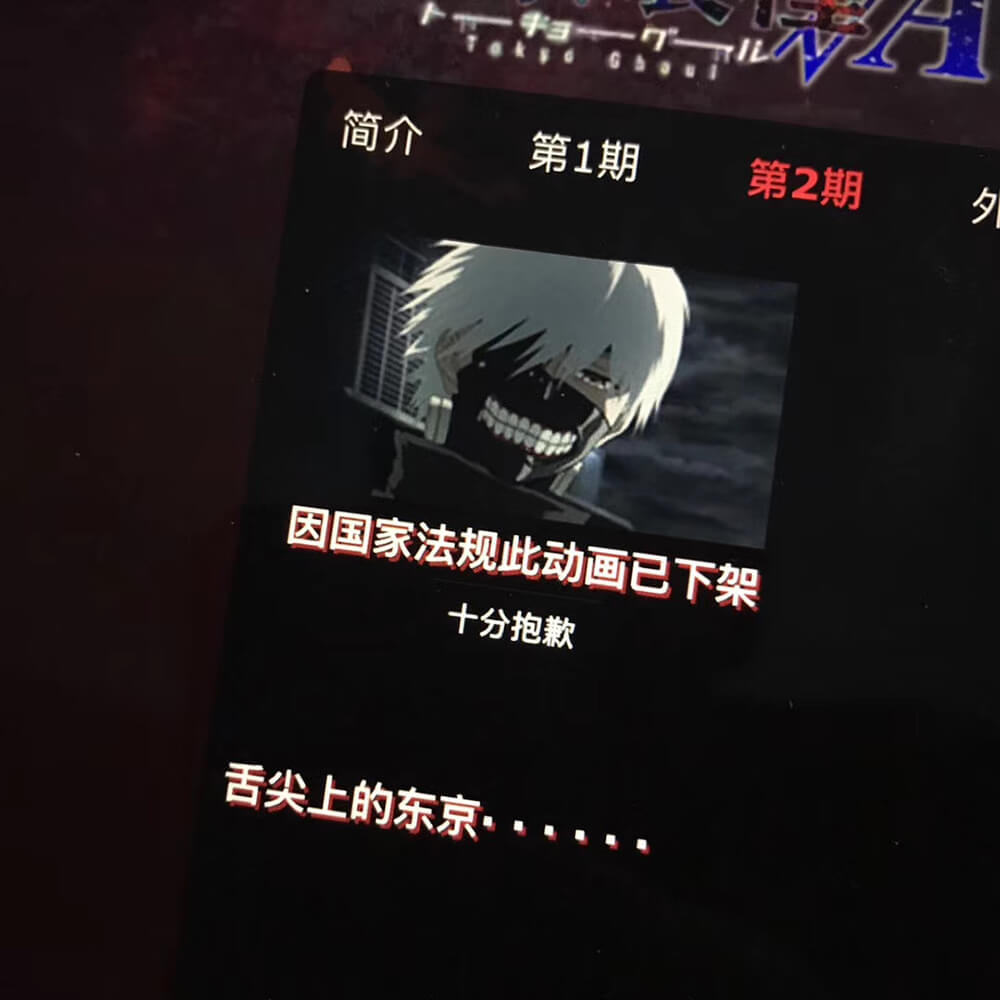 トーキョーグール
Tokyo Ghoul
简介
第1期
第2期
外
因国家法规此动画已下架
十分抱歉
舌尖上的东京······